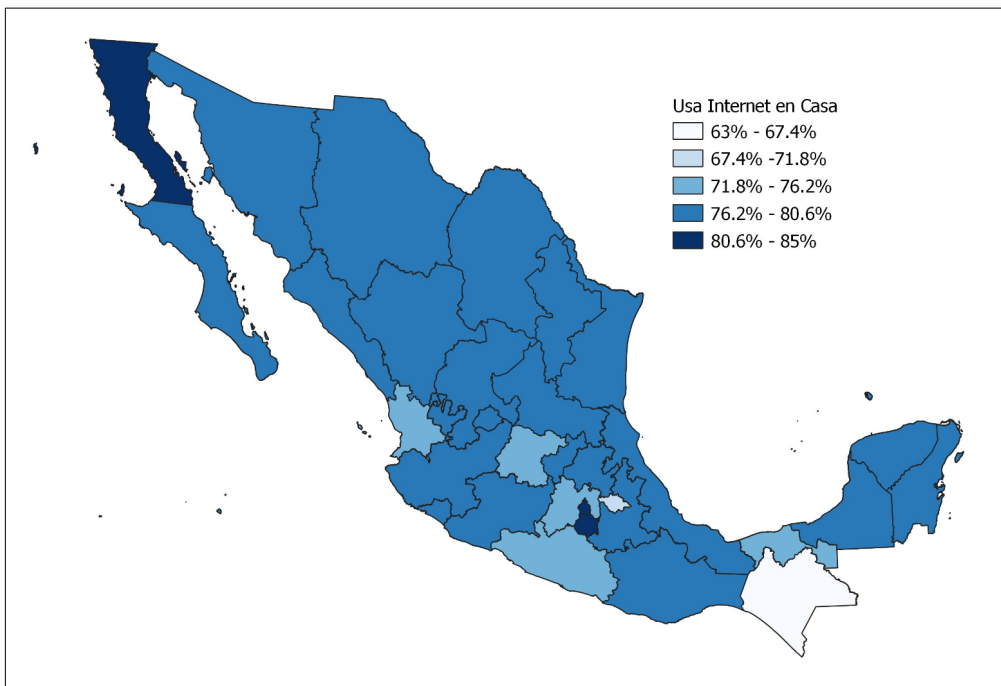 Usa Internet en Casa
63% - 67.4%
67.4% -71.8%
71.8% - 76.2%
76.2% - 80.6%
80.6% - 85%